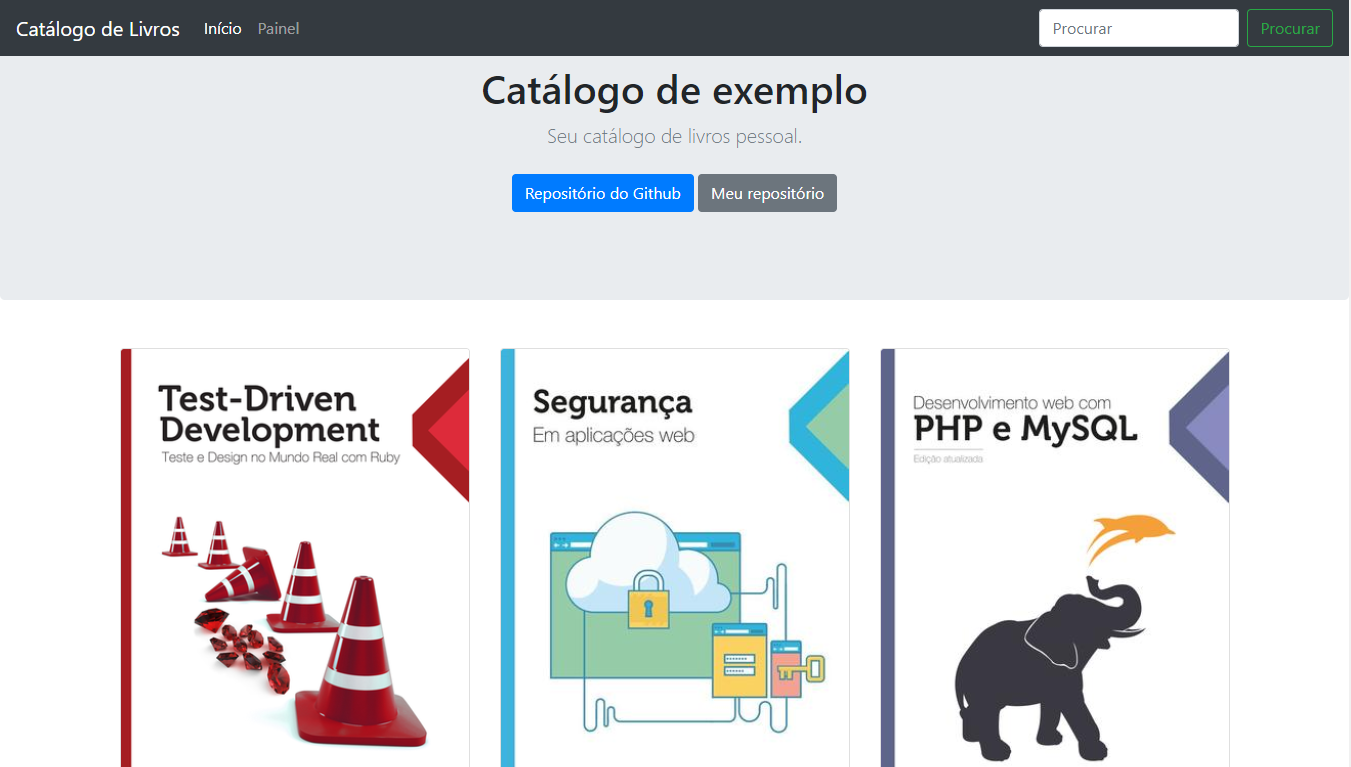 Catálogo de Livros
Início
Painel
Procurar
Procurar
Catálogo de exemplo
Seu catálogo de livros pessoal.
Repositório do Github
Meu repositório
Test-Driven
Development
Teste e Design no Mundo Real com Ruby
Segurança
Em aplicações web
Desenvolvimento web com
PHP e MySQL
Edição atualizada